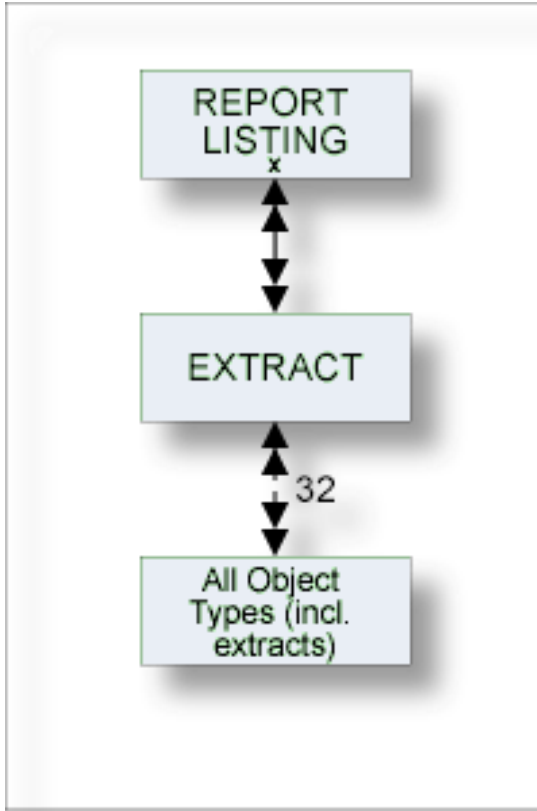 REPORT
LISTING
x
EXTRACT
32
All Object
Types (incl.
extracts)